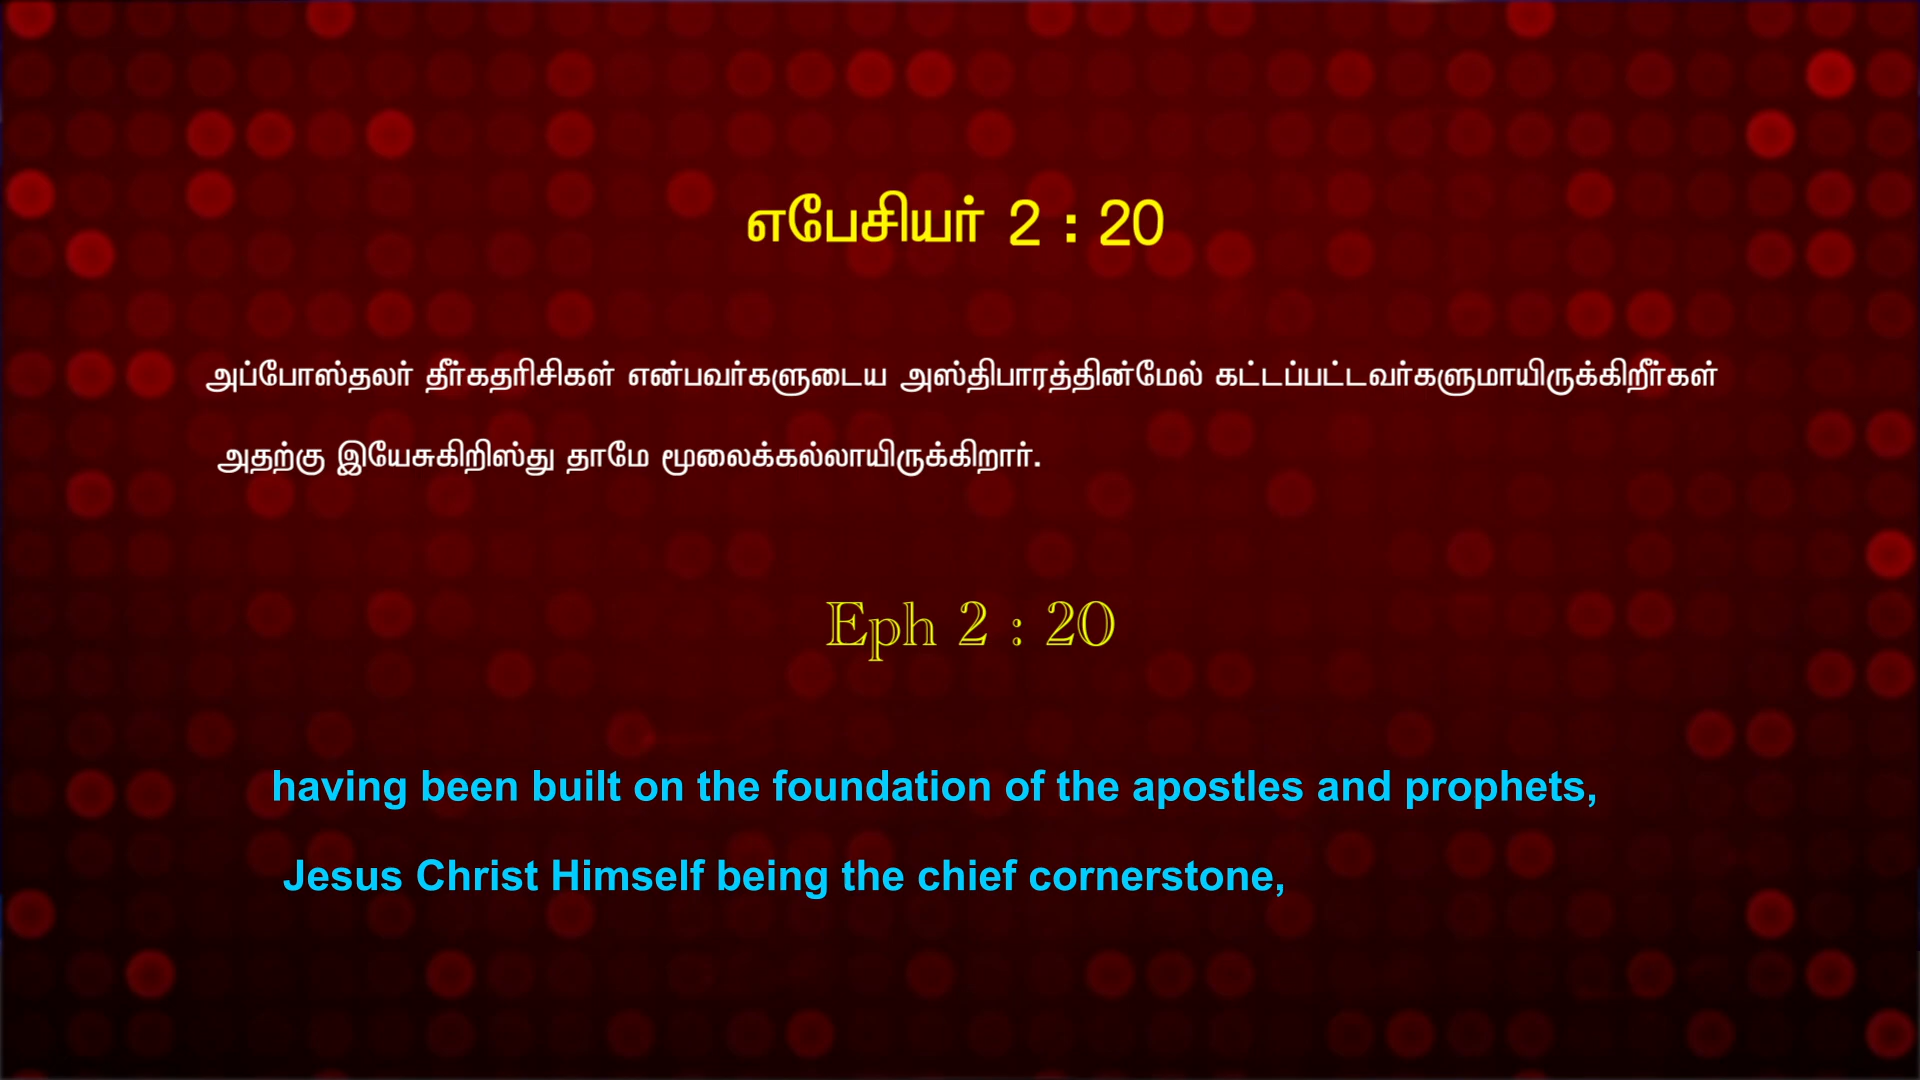 எபேசியர் 2 : 20
அப்போஸ்தலர் தீர்கதரிசிகள் என்பவர்களுடைய அஸ்திபாரத்தின்மேல் கட்டப்பட்டவர்களுமாயிருக்கிறீர்கள்
அதற்கு இயேசுகிறிஸ்து தாமே மூலைக்கல்லாயிருக்கிறார்.
Eph 2 : 20
having been built on the foundation of the apostles and prophets,
Jesus Christ Himself being the chief cornerstone,